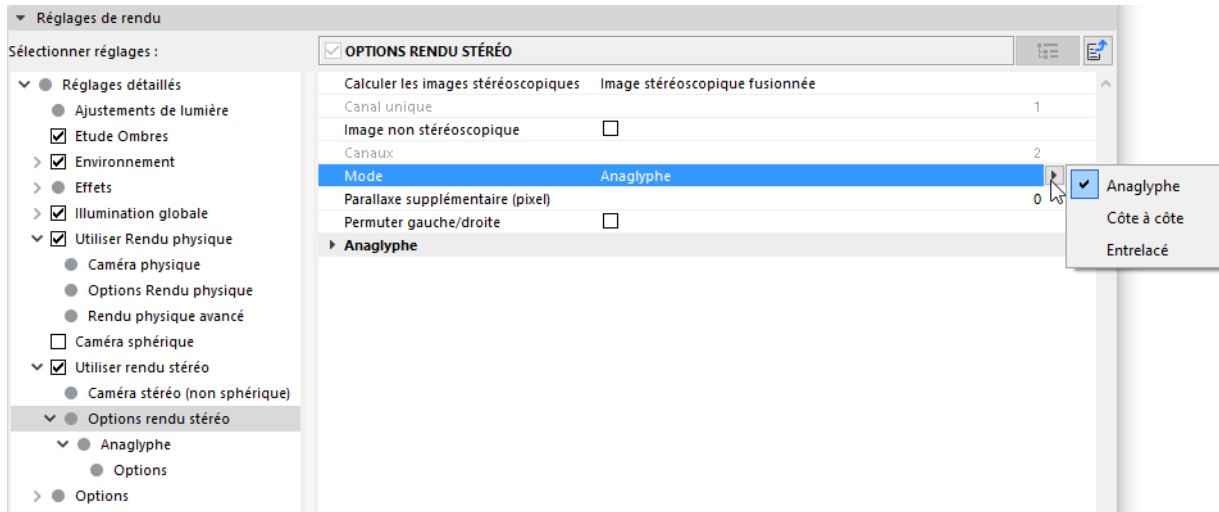 Réglages de rendu
Sélectionner réglages :
OPTIONS RENDU STÉRÉO
Réglages détaillés
Ajustements de lumière
Etude Ombres
Environnement
Effets
Illumination globale
Utiliser Rendu physique
Caméra physique
Options Rendu physique
Rendu physique avancé
Caméra sphérique
Utiliser rendu stéréo
Caméra stéréo (non sphérique)
Options rendu stéréo
Anaglyphe
Options
Options
Calculer les images stéréoscopiques Image stéréoscopique fusionnée
Canal unique 1
Image non stéréoscopique
Canaux 2
Mode Anaglyphe
Parallaxe supplémentaire (pixel) 0
Permuter gauche/droite
Anaglyphe
Anaglyphe
Côte à côte
Entrelacé